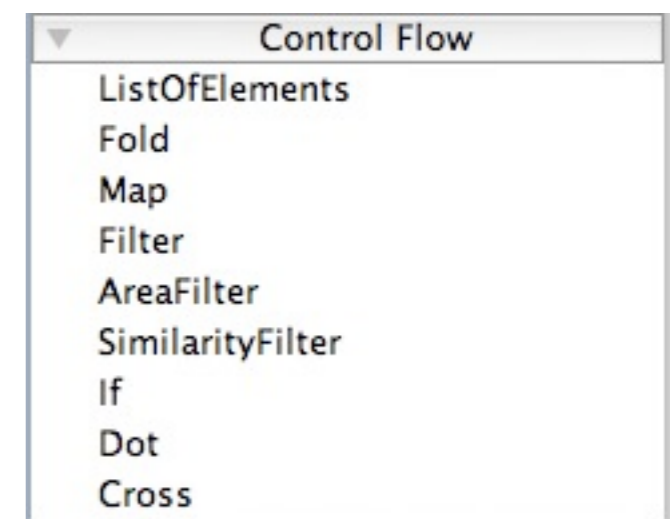 Control Flow
ListOfElements
Fold
Map
Filter
AreaFilter
SimilarityFilter
If
Dot
Cross